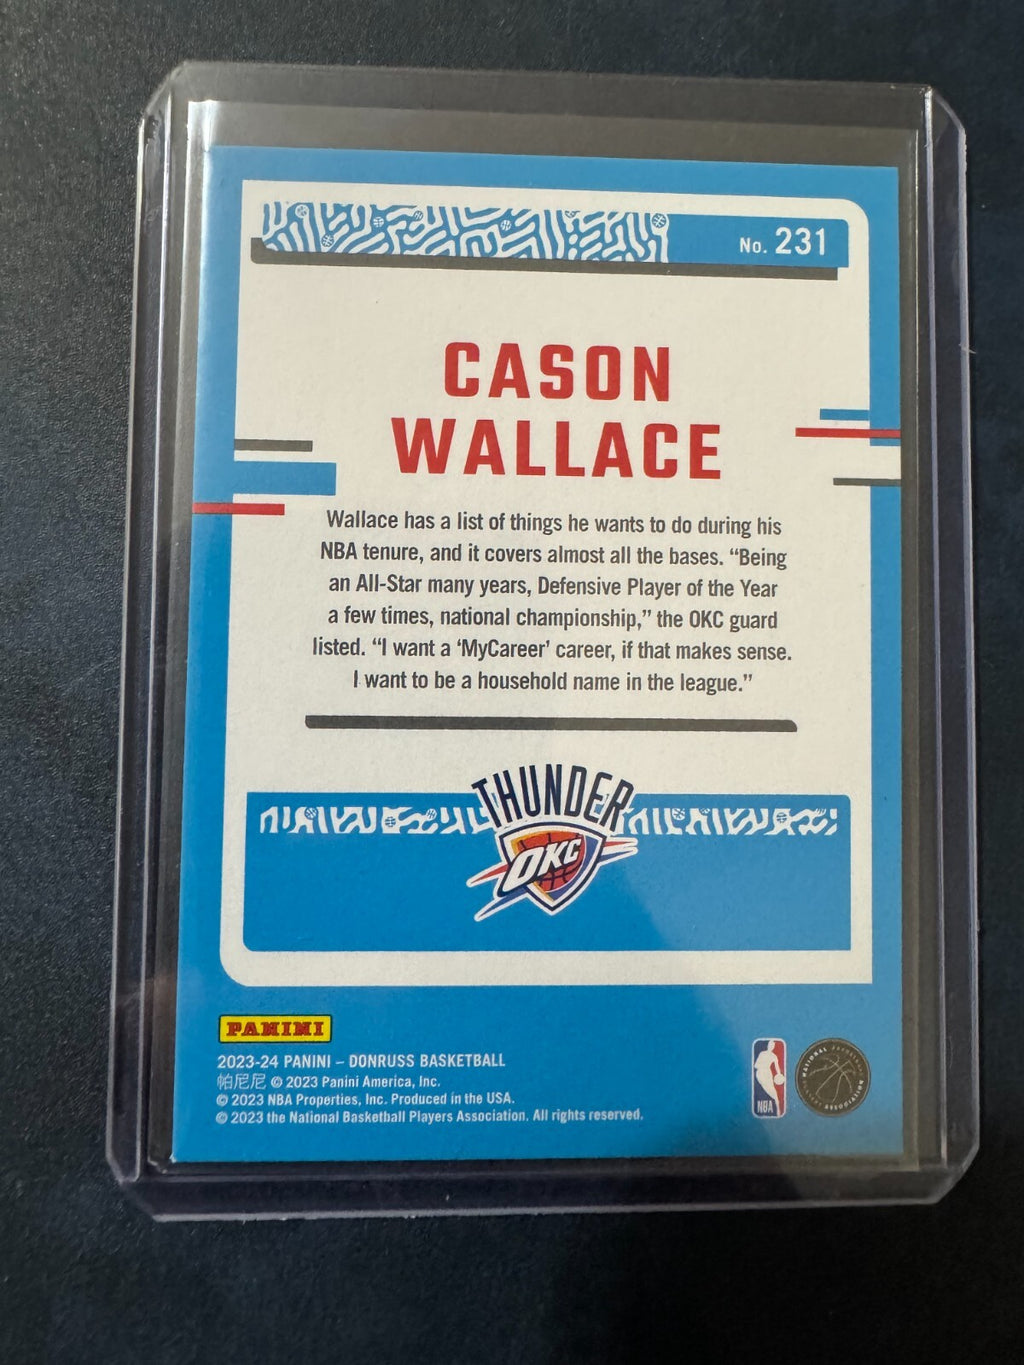 No. 231
CASON
WALLACE
Wallace has a list of things he wants to do during his
NBA tenure, and it covers almost all the bases. “Being
an All-Star many years, Defensive Player of the Year
a few times, national championship,” the OKC guard
listed. “I want a ‘MyCareer’ career, if that makes sense.
I want to be a household name in the league.”
THUNDER
OKC
PANINI
2023-24 PANINI – DONRUSS BASKETBALL
帕尼尼 © 2023 Panini America, Inc.
© 2023 NBA Properties, Inc. Produced in the USA.
© 2023 the National Basketball Players Association. All rights reserved.
NBA
NATIONAL BASKETBALL PLAYERS ASSOCIATION